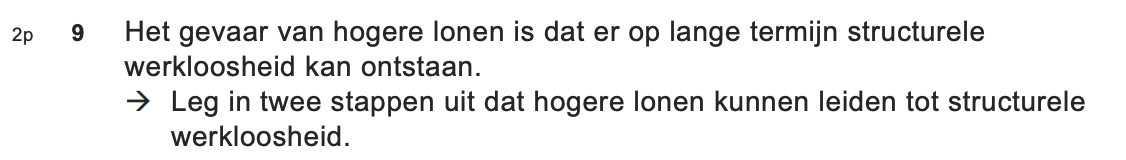 2p 9 Het gevaar van hogere lonen is dat er op lange termijn structurele
werkloosheid kan ontstaan.
→ Leg in twee stappen uit dat hogere lonen kunnen leiden tot structurele
werkloosheid.